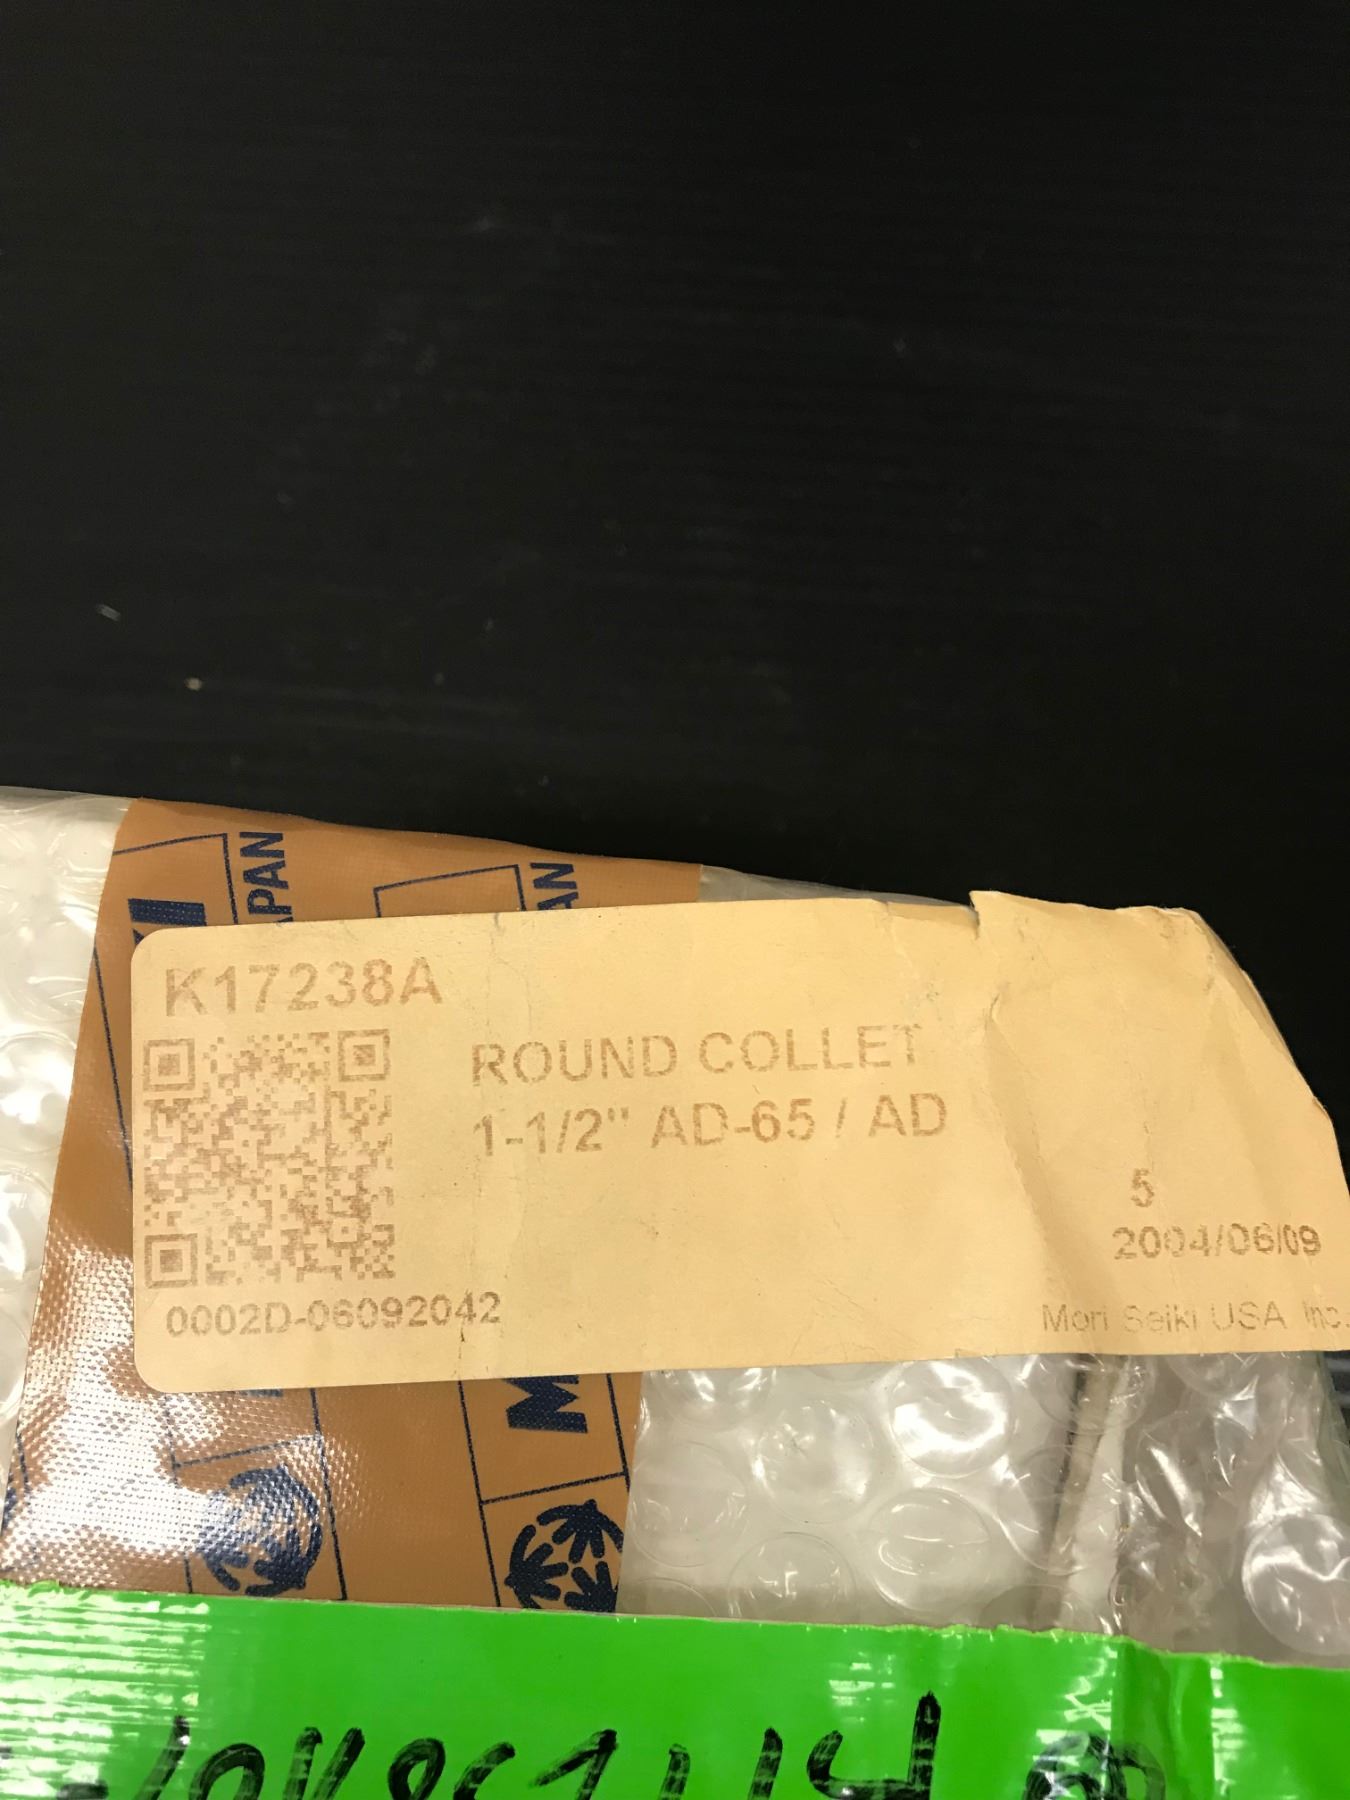 K17238A
ROUND COLLET
1-1/2" AD-65 / AD
5
2004/06/09
0002D-06092042
Mori Seiki USA, Inc.